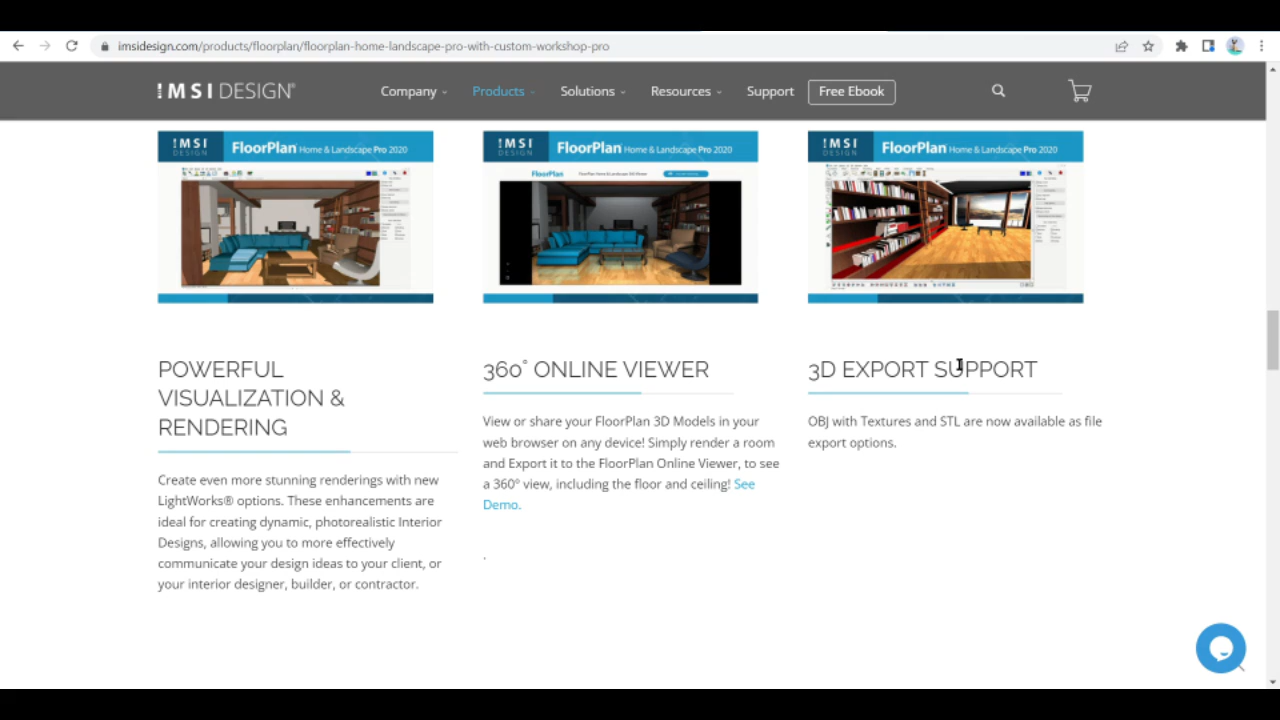 imsidesign.com/products/floorplan/floorplan-home-landscape-pro-with-custom-workshop-pro
IMSI DESIGN®
Company
Products
Solutions
Resources
Support
Free Ebook
IMSI DESIGN FloorPlan Home & Landscape Pro 2020
IMSI DESIGN FloorPlan Home & Landscape Pro 2020
FloorPlan
IMSI DESIGN FloorPlan Home & Landscape Pro 2020
POWERFUL
VISUALIZATION &
RENDERING
Create even more stunning renderings with new
LightWorks® options. These enhancements are
ideal for creating dynamic, photorealistic Interior
Designs, allowing you to more effectively
communicate your design ideas to your client, or
your interior designer, builder, or contractor.
360° ONLINE VIEWER
View or share your FloorPlan 3D Models in your
web browser on any device! Simply render a room
and Export it to the FloorPlan Online Viewer, to see
a 360º view, including the floor and ceiling! See
Demo.
.
3D EXPORT SUPPORT
OBJ with Textures and STL are now available as file
export options.